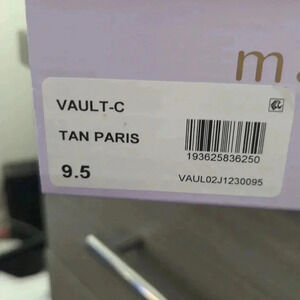 m
VAULT-C
TAN PARIS
193625836250
9.5
VAUL02J1230095